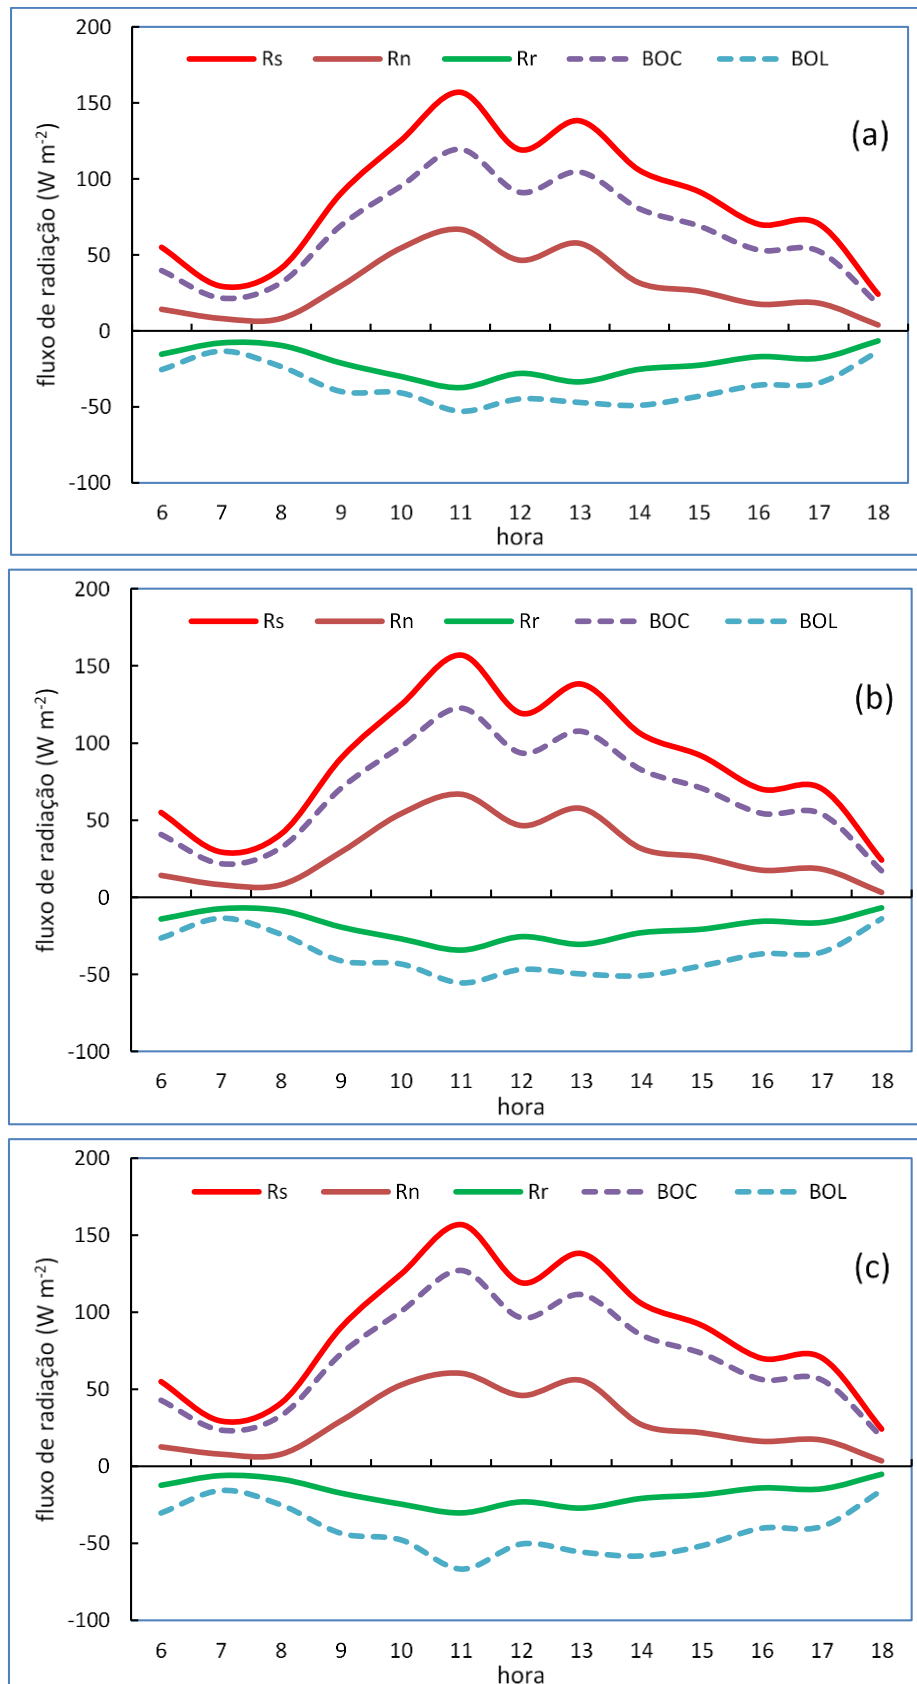 200
Rs Rn Rr BOC BOL
150
(a)
100
50
0
-50
-100
fluxo de radiação (W m-2)
6 7 8 9 10 11 12 13 14 15 16 17 18
hora
200
Rs Rn Rr BOC BOL
150
(b)
100
50
0
-50
-100
fluxo de radiação (W m-2)
6 7 8 9 10 11 12 13 14 15 16 17 18
hora
200
Rs Rn Rr BOC BOL
150
(c)
100
50
0
-50
-100
fluxo de radiação (W m-2)
6 7 8 9 10 11 12 13 14 15 16 17 18
hora